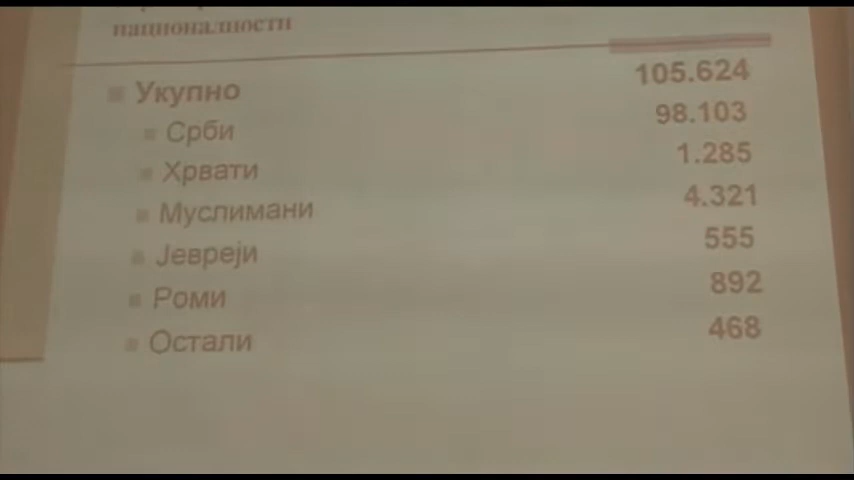 националности
Укупно 105.624
Срби 98.103
Хрвати 1.285
Муслимани 4.321
Јевреји 555
Роми 892
Остали 468